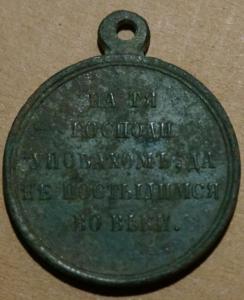 НА ТЯ
ГОСПОДИ
УПОВАХОМЪ, ДА
НЕ ПОСТЫДИМСЯ
ВО ВѢКИ.